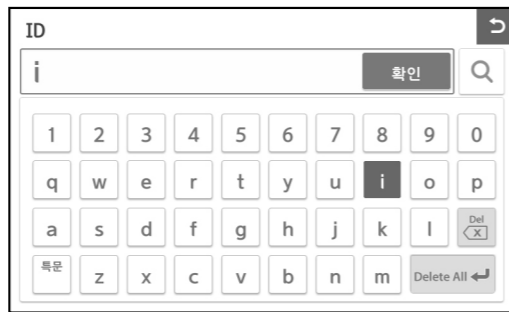 ID
i 확인
1 2 3 4 5 6 7 8 9 0
q w e r t y u i o p
a s d f g h j k l Del
특문 z x c v b n m Delete All